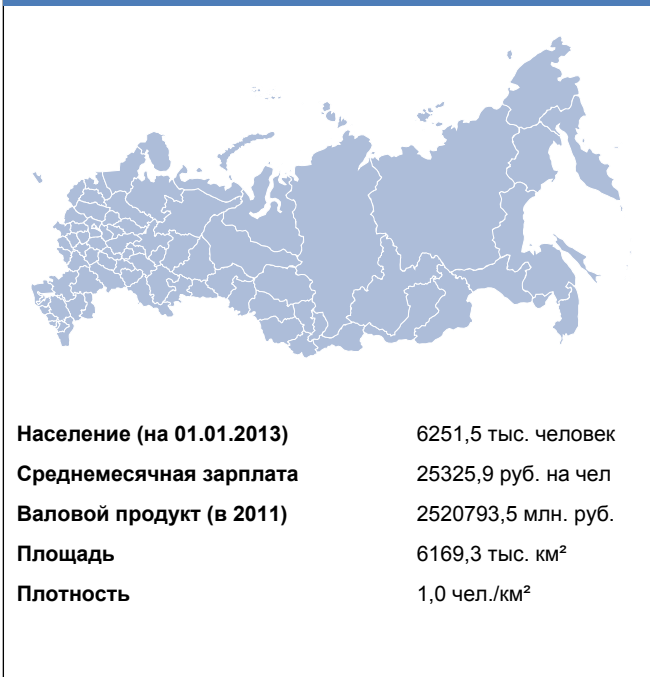 Население (на 01.01.2013) 6251,5 тыс. человек
Среднемесячная зарплата 25325,9 руб. на чел
Валовой продукт (в 2011) 2520793,5 млн. руб.
Площадь 6169,3 тыс. км²
Плотность 1,0 чел./км²